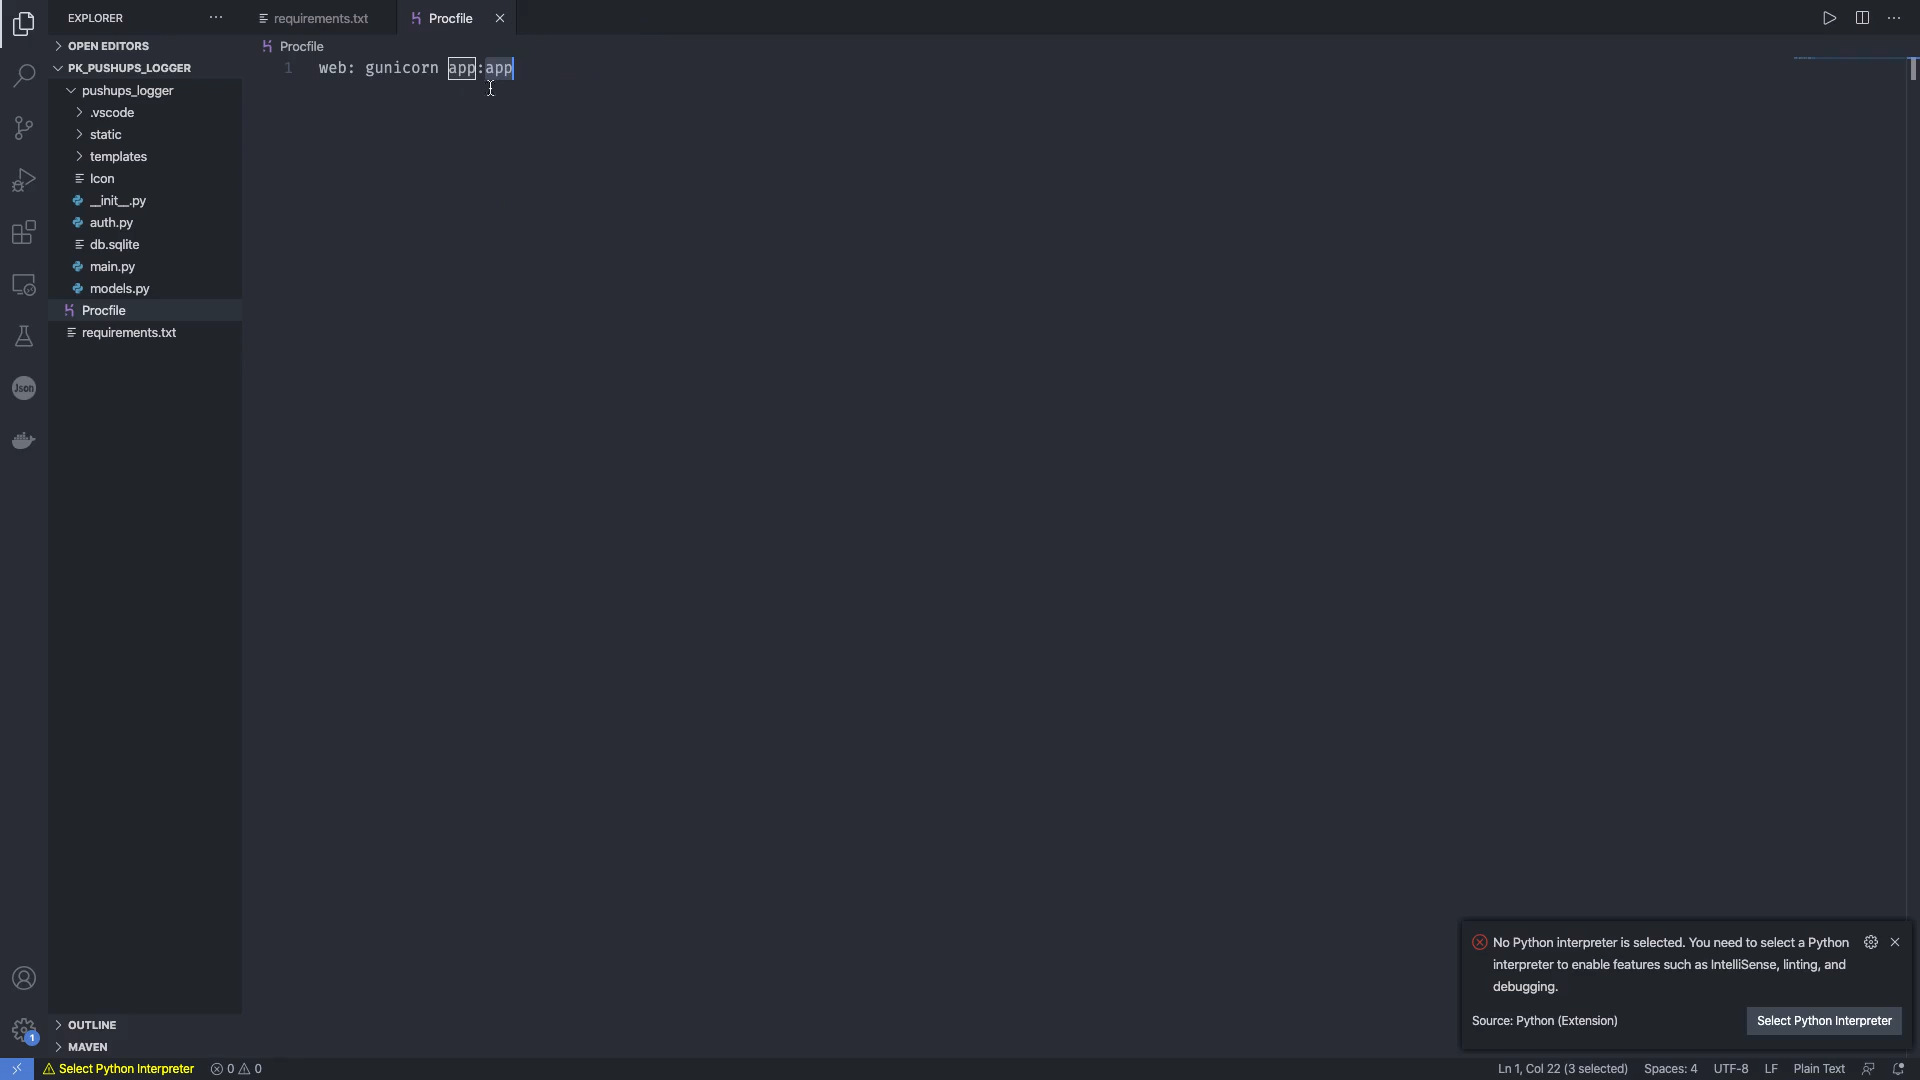 EXPLORER
requirements.txt
Procfile
OPEN EDITORS
Procfile
PK_PUSHUPS_LOGGER
1 web: gunicorn app:app
pushups_logger
.vscode
static
templates
Icon
__init__.py
auth.py
db.sqlite
main.py
models.py
Procfile
requirements.txt
Json
No Python interpreter is selected. You need to select a Python
interpreter to enable features such as IntelliSense, linting, and
debugging.
Source: Python (Extension)
Select Python Interpreter
OUTLINE
1
MAVEN
Select Python Interpreter
0
0
Ln 1, Col 22 (3 selected)
Spaces: 4
UTF-8
LF
Plain Text